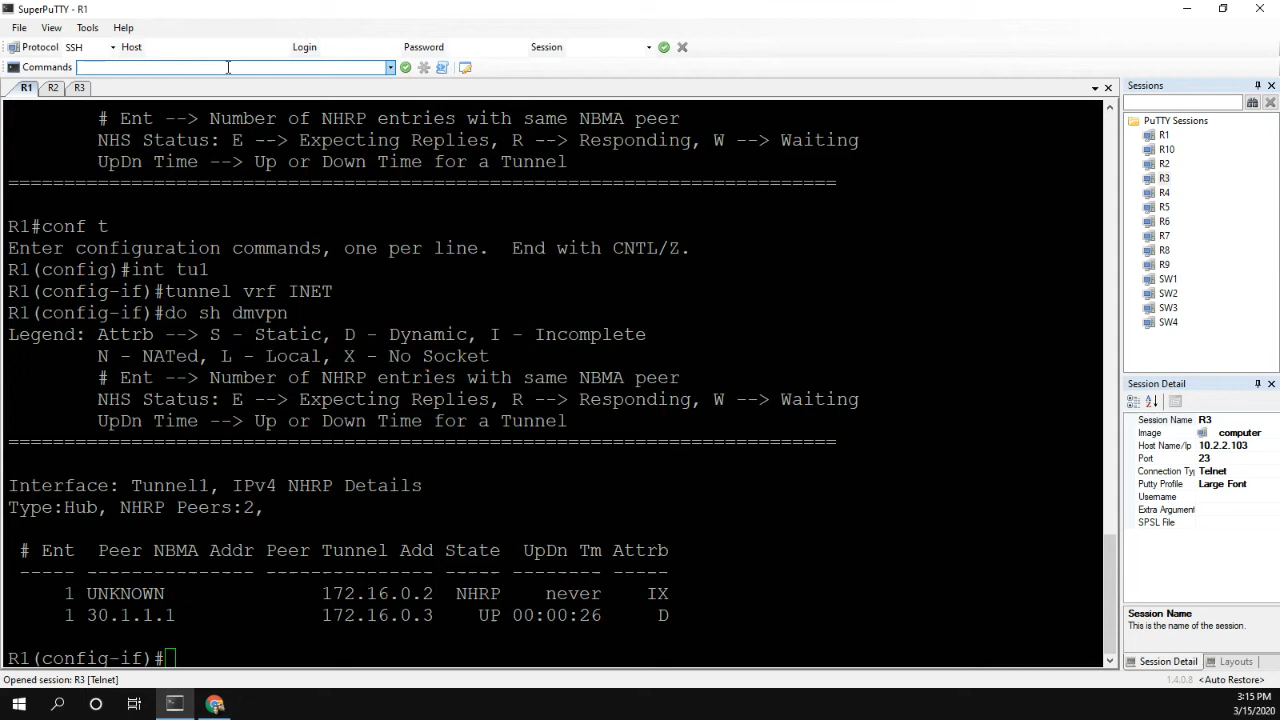 SuperPuTTY - R1
File View Tools Help
Protocol SSH Host Login Password Session
Commands
R1 R2 R3
# Ent --> Number of NHRP entries with same NBMA peer
NHS Status: E --> Expecting Replies, R --> Responding, W --> Waiting
UpDn Time --> Up or Down Time for a Tunnel
==========================================================================
R1#conf t
Enter configuration commands, one per line.  End with CNTL/Z.
R1(config)#int tu1
R1(config-if)#tunnel vrf INET
R1(config-if)#do sh dmvpn
Legend: Attrb --> S - Static, D - Dynamic, I - Incomplete
N - NATed, L - Local, X - No Socket
# Ent --> Number of NHRP entries with same NBMA peer
NHS Status: E --> Expecting Replies, R --> Responding, W --> Waiting
UpDn Time --> Up or Down Time for a Tunnel
==========================================================================
Interface: Tunnel1, IPv4 NHRP Details
Type:Hub, NHRP Peers:2,
# Ent  Peer NBMA Addr Peer Tunnel Add State  UpDn Tm Attrb
----- --------------- --------------- ----- -------- -----
1 UNKNOWN 172.16.0.2 NHRP never IX
1 30.1.1.1 172.16.0.3 UP 00:00:26 D
R1(config-if)#
Sessions
PuTTY Sessions
R1
R10
R2
R3
R4
R5
R6
R7
R8
R9
SW1
SW2
SW3
SW4
Session Detail
Session Name R3
Image computer
Host Name/Ip 10.2.2.103
Port 23
Connection Ty Telnet
Putty Profile Large Font
Username
Extra Argument
SPSL File
Session Name
This is the name of the session.
Session Detail Layouts
Opened session: R3 [Telnet] 1.4.0.8 <Auto Restore>
3:15 PM
3/15/2020